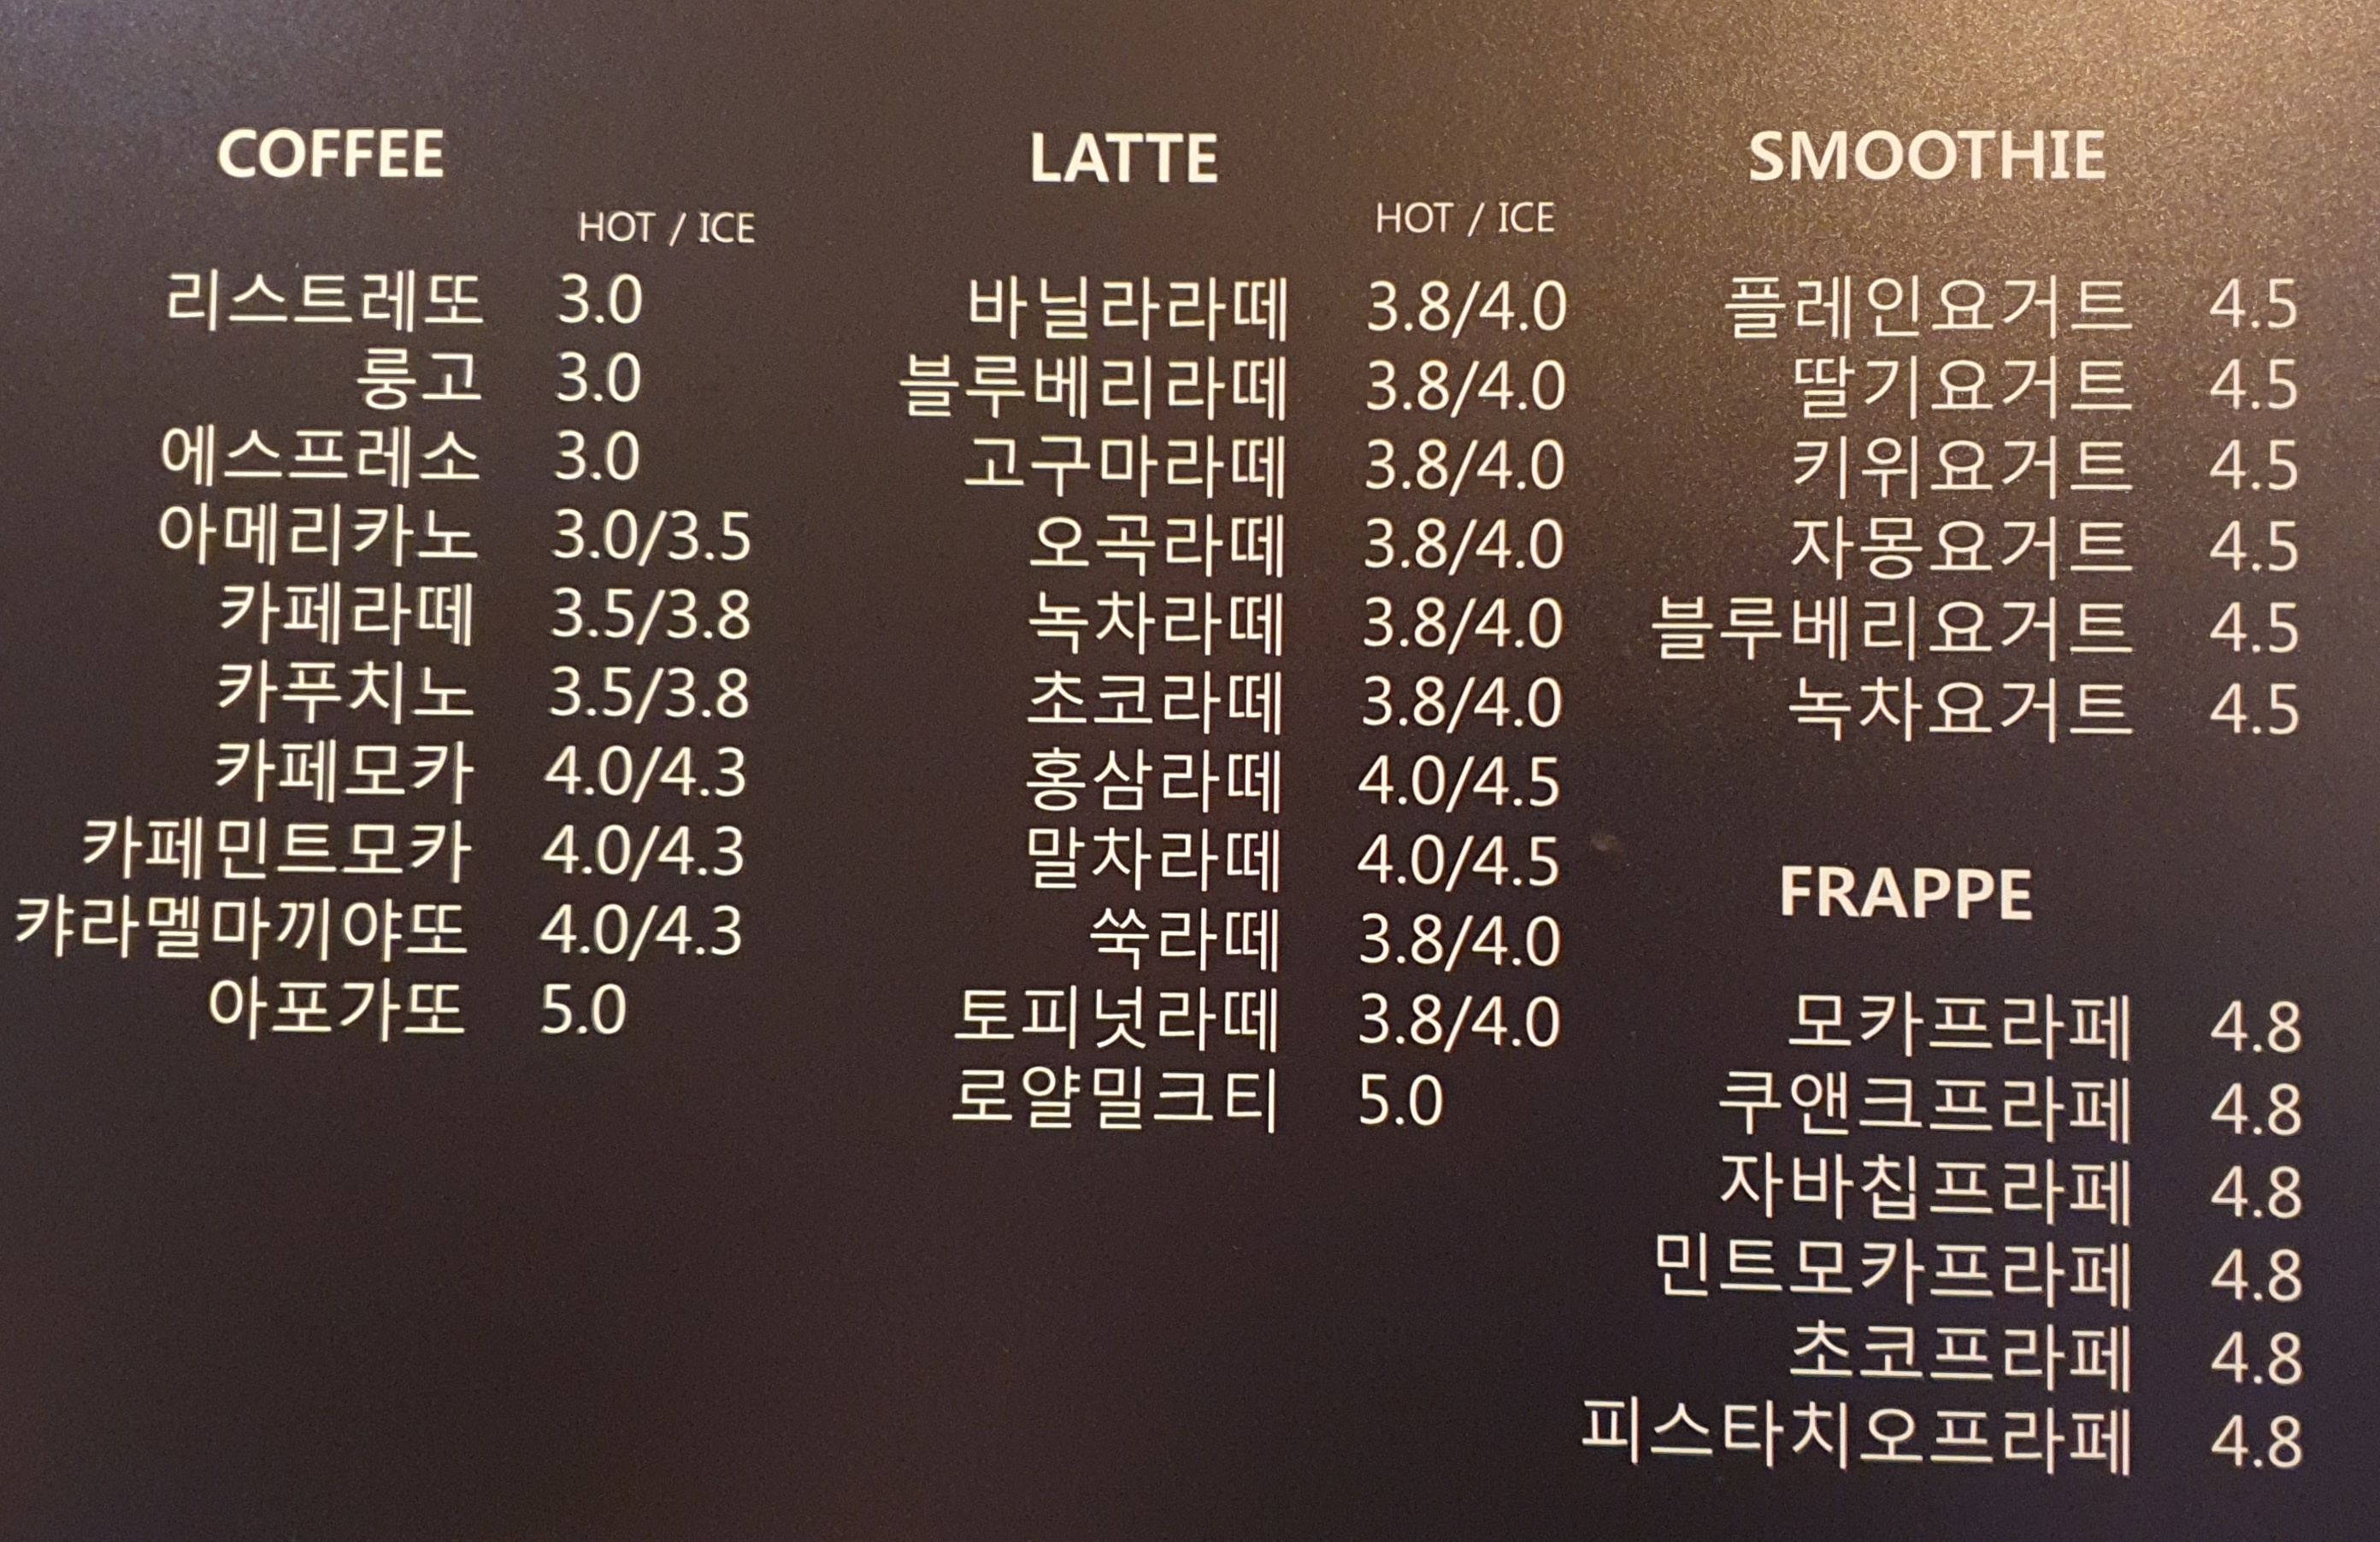 COFFEE
HOT / ICE
리스트레또 3.0
룽고 3.0
에스프레소 3.0
아메리카노 3.0/3.5
카페라떼 3.5/3.8
카푸치노 3.5/3.8
카페모카 4.0/4.3
카페민트모카 4.0/4.3
캬라멜마끼야또 4.0/4.3
아포가또 5.0
LATTE
HOT / ICE
바닐라라떼 3.8/4.0
블루베리라떼 3.8/4.0
고구마라떼 3.8/4.0
오곡라떼 3.8/4.0
녹차라떼 3.8/4.0
초코라떼 3.8/4.0
홍삼라떼 4.0/4.5
말차라떼 4.0/4.5
쑥라떼 3.8/4.0
토피넛라떼 3.8/4.0
로얄밀크티 5.0
SMOOTHIE
플레인요거트 4.5
딸기요거트 4.5
키위요거트 4.5
자몽요거트 4.5
블루베리요거트 4.5
녹차요거트 4.5
FRAPPE
모카프라페 4.8
쿠앤크프라페 4.8
자바칩프라페 4.8
민트모카프라페 4.8
초코프라페 4.8
피스타치오프라페 4.8